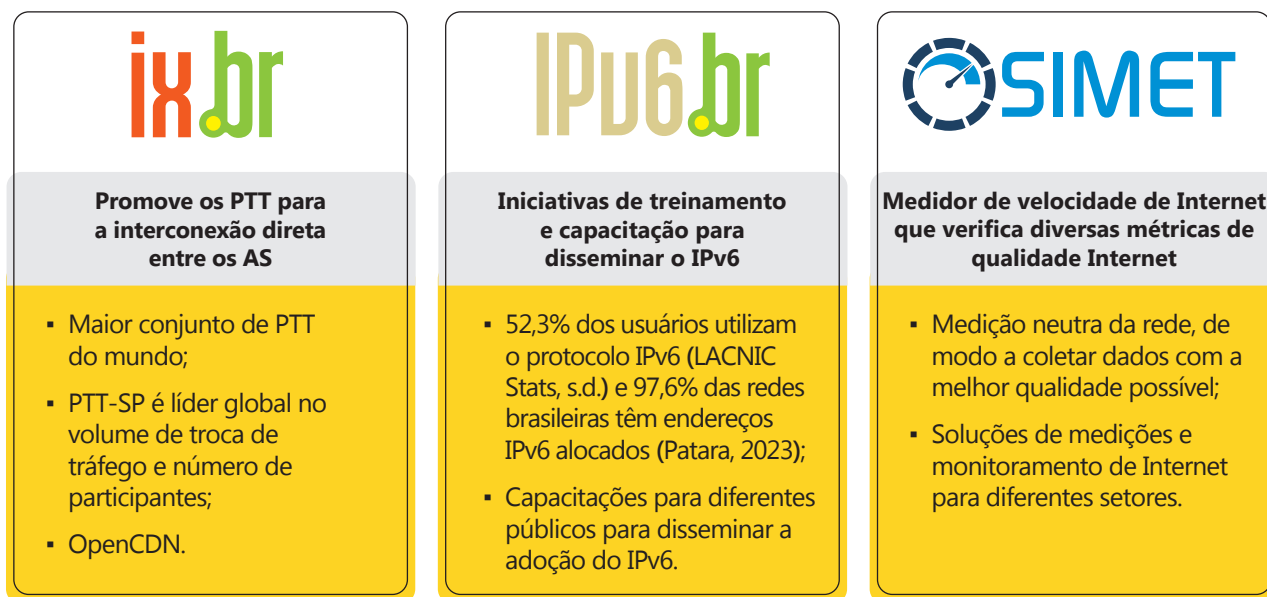 ix.br
Promove os PTT para
a interconexão direta
entre os AS
▪ Maior conjunto de PTT
do mundo;
▪ PTT-SP é líder global no
volume de troca de
tráfego e número de
participantes;
▪ OpenCDN.
IPv6.br
Iniciativas de treinamento
e capacitação para
disseminar o IPv6
▪ 52,3% dos usuários utilizam
o protocolo IPv6 (LACNIC
Stats, s.d.) e 97,6% das redes
brasileiras têm endereços
IPv6 alocados (Patara, 2023);
▪ Capacitações para diferentes
públicos para disseminar a
adoção do IPv6.
SIMET
Medidor de velocidade de Internet
que verifica diversas métricas de
qualidade Internet
▪ Medição neutra da rede, de
modo a coletar dados com a
melhor qualidade possível;
▪ Soluções de medições e
monitoramento de Internet
para diferentes setores.